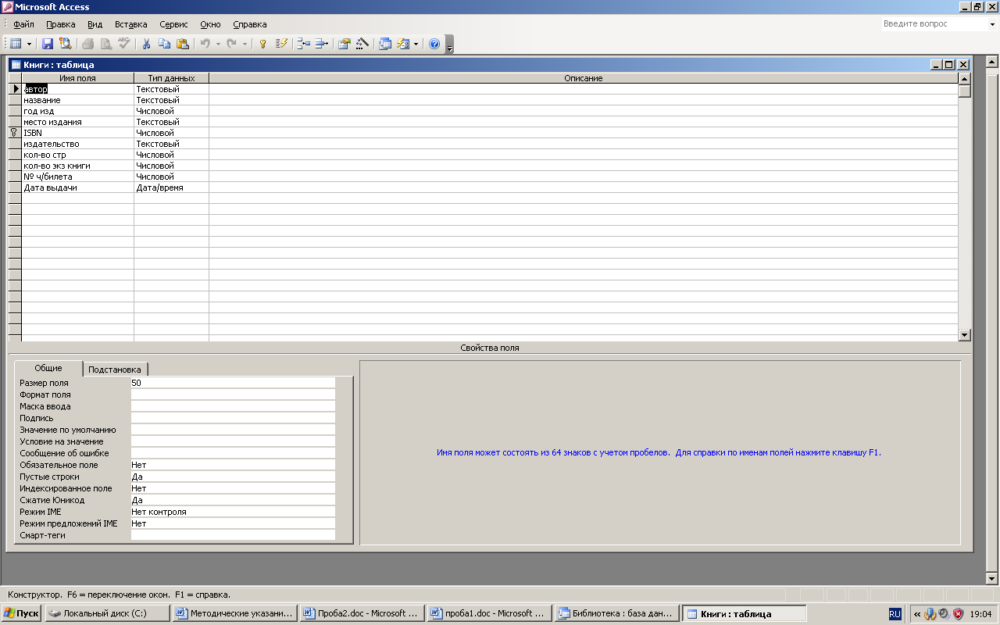 Microsoft Access
Файл Правка Вид Вставка Сервис Окно Справка Введите вопрос
Книги : таблица
Имя поля Тип данных Описание
автор Текстовый
название Текстовый
год изд Числовой
место издания Текстовый
ISBN Числовой
издательство Текстовый
кол-во стр Числовой
кол-во экз книги Числовой
№ ч/билета Числовой
Дата выдачи Дата/время
Свойства поля
Общие Подстановка
Размер поля 50
Формат поля
Маска ввода
Подпись
Значение по умолчанию
Условие на значение
Сообщение об ошибке
Обязательное поле Нет
Пустые строки Да
Индексированное поле Нет
Сжатие Юникод Да
Режим IME Нет контроля
Режим предложений IME Нет
Смарт-теги
Имя поля может состоять из 64 знаков с учетом пробелов. Для справки по именам полей нажмите клавишу F1.
Конструктор. F6 = переключение окон. F1 = справка.
Пуск Локальный диск (C:) Методические указани... Проба2.doc - Microsoft ... проба1.doc - Microsoft ... Библиотека : база дан... Книги : таблица RU « 19:04